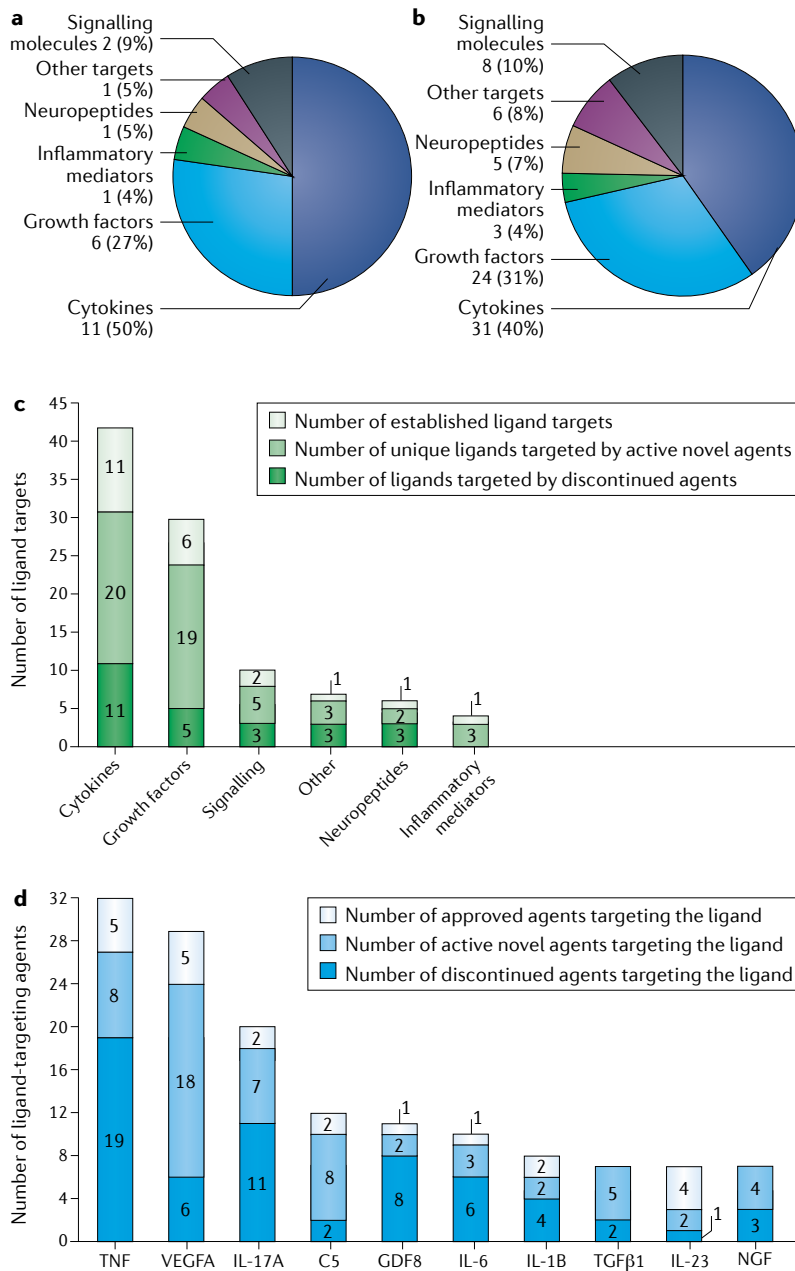 a
Signalling
molecules 2 (9%)
Other targets
1 (5%)
Neuropeptides
1 (5%)
Inflammatory
mediators
1 (4%)
Growth factors
6 (27%)
Cytokines
11 (50%)
b
Signalling
molecules
8 (10%)
Other targets
6 (8%)
Neuropeptides
5 (7%)
Inflammatory
mediators
3 (4%)
Growth factors
24 (31%)
Cytokines
31 (40%)
c
Number of ligand targets
45
40
35
30
25
20
15
10
5
0
Number of established ligand targets
Number of unique ligands targeted by active novel agents
Number of ligands targeted by discontinued agents
11
20
11
6
19
5
2
5
3
1
3
3
1
2
3
1
3
Cytokines
Growth factors
Signalling
Other
Neuropeptides
Inflammatory
mediators
d
Number of ligand-targeting agents
32
28
24
20
16
12
8
4
0
Number of approved agents targeting the ligand
Number of active novel agents targeting the ligand
Number of discontinued agents targeting the ligand
5
8
19
5
18
6
2
7
11
2
8
2
1
2
8
1
3
6
2
2
4
5
2
4
2
1
4
3
TNF
VEGFA
IL-17A
C5
GDF8
IL-6
IL-1B
TGFβ1
IL-23
NGF